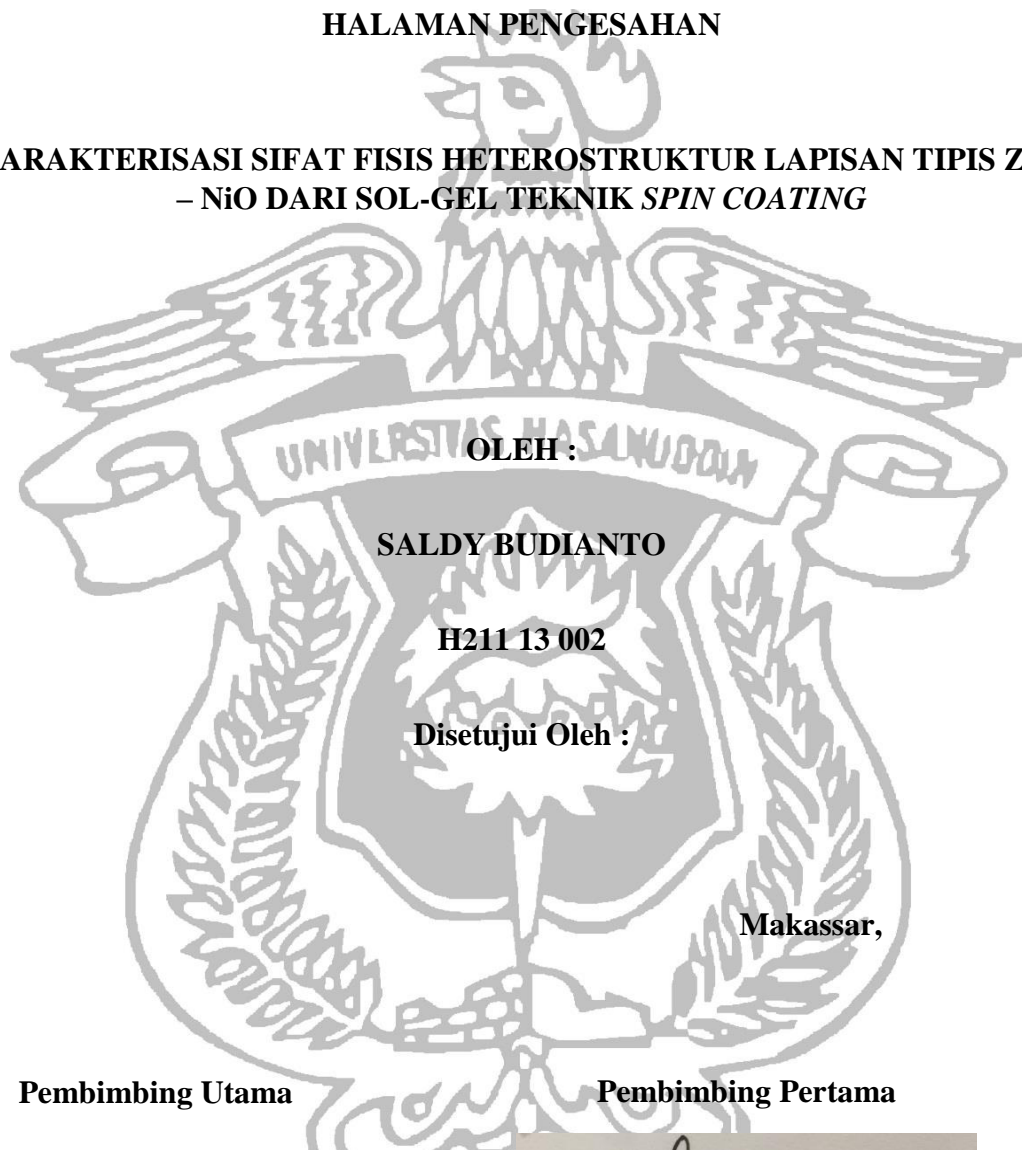 HALAMAN PENGESAHAN
ARAKTERISASI SIFAT FISIS HETEROSTRUKTUR LAPISAN TIPIS Z
– NiO DARI SOL-GEL TEKNIK SPIN COATING
UNIVERSITAS HASANUDDIN
OLEH :
SALDY BUDIANTO
H211 13 002
Disetujui Oleh :
Makassar,
Pembimbing Utama Pembimbing Pertama